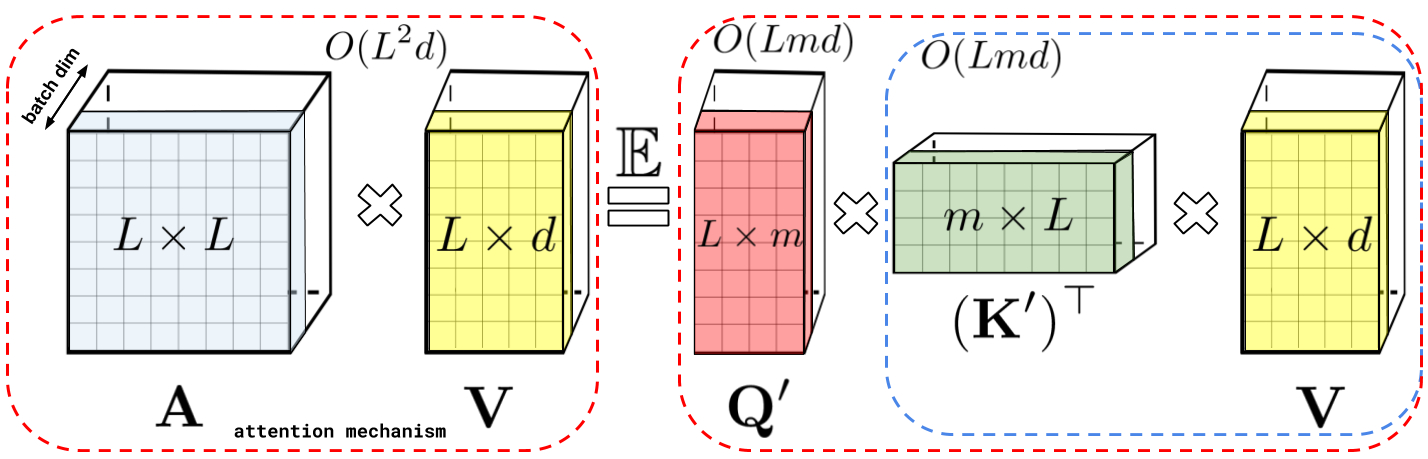 batch dim
O(L²d)
L × L
L × d
𝔼
O(Lmd)
O(Lmd)
L × m
m × L
L × d
(K′)⊤
A
V
Q′
V
attention mechanism